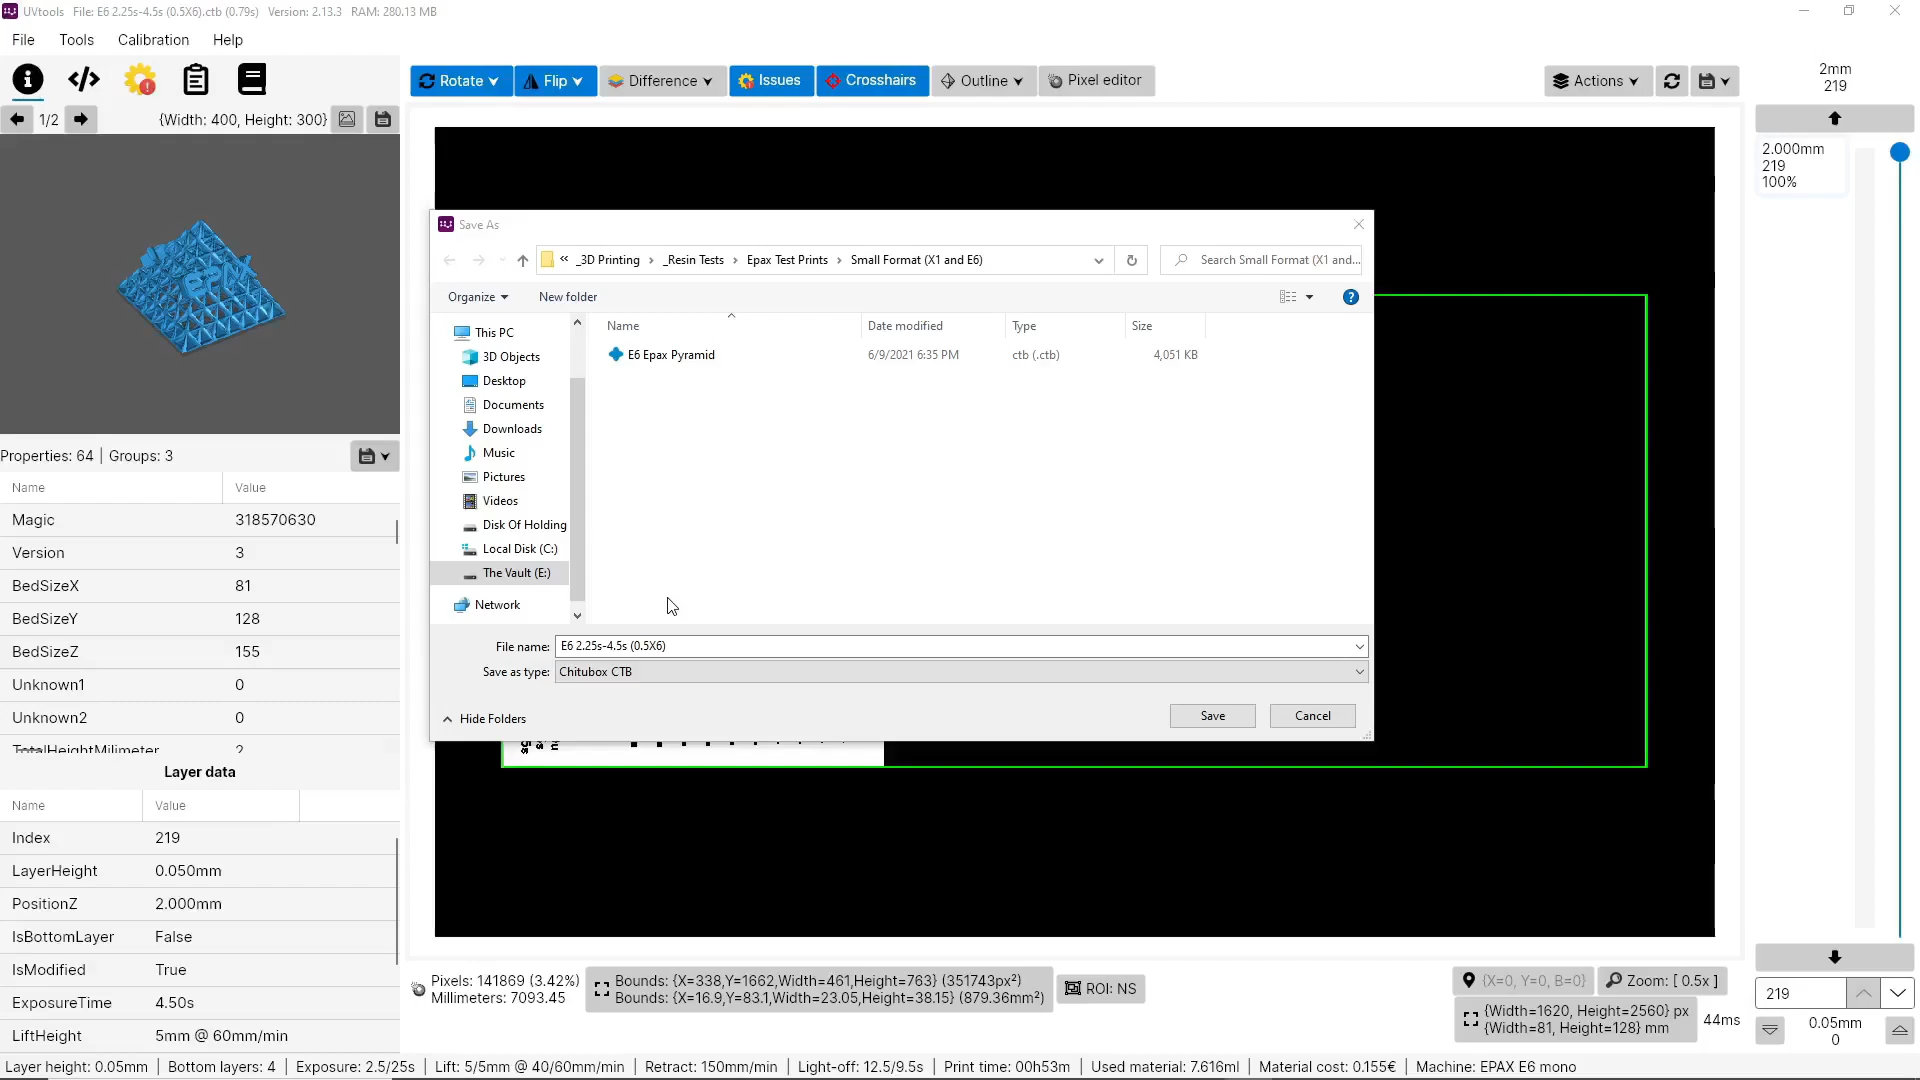 UVtools File: E6 2.25s-4.5s (0.5X6).ctb (0.79s) Version: 2.13.3 RAM: 280.13 MB
File Tools Calibration Help
1/2 {Width: 400, Height: 300}
Rotate Flip Difference Issues Crosshairs Outline Pixel editor Actions
2mm
219
2.000mm
219
100%
EPAX
Save As
« _3D Printing › _Resin Tests › Epax Test Prints › Small Format (X1 and E6)
Search Small Format (X1 and...
Organize New folder
This PC
3D Objects
Desktop
Documents
Downloads
Music
Pictures
Videos
Disk Of Holding
Local Disk (C:)
The Vault (E:)
Network
Name Date modified Type Size
E6 Epax Pyramid 6/9/2021 6:35 PM ctb (.ctb) 4,051 KB
File name: E6 2.25s-4.5s (0.5X6)
Save as type: Chitubox CTB
Hide Folders Save Cancel
Properties: 64 | Groups: 3
Name Value
Magic 318570630
Version 3
BedSizeX 81
BedSizeY 128
BedSizeZ 155
Unknown1 0
Unknown2 0
TotalHeightMilimeter 2
Layer data
Name Value
Index 219
LayerHeight 0.050mm
PositionZ 2.000mm
IsBottomLayer False
IsModified True
ExposureTime 4.50s
LiftHeight 5mm @ 60mm/min
Pixels: 141869 (3.42%)
Millimeters: 7093.45
Bounds: {X=338,Y=1662,Width=461,Height=763} (351743px²)
Bounds: {X=16.9,Y=83.1,Width=23.05,Height=38.15} (879.36mm²)
ROI: NS
{X=0, Y=0, B=0}
Zoom: [ 0.5x ]
{Width=1620, Height=2560} px
{Width=81, Height=128} mm
44ms
219
0.05mm
0
Layer height: 0.05mm | Bottom layers: 4 | Exposure: 2.5/25s | Lift: 5/5mm @ 40/60mm/min | Retract: 150mm/min | Light-off: 12.5/9.5s | Print time: 00h53m | Used material: 7.616ml | Material cost: 0.155€ | Machine: EPAX E6 mono